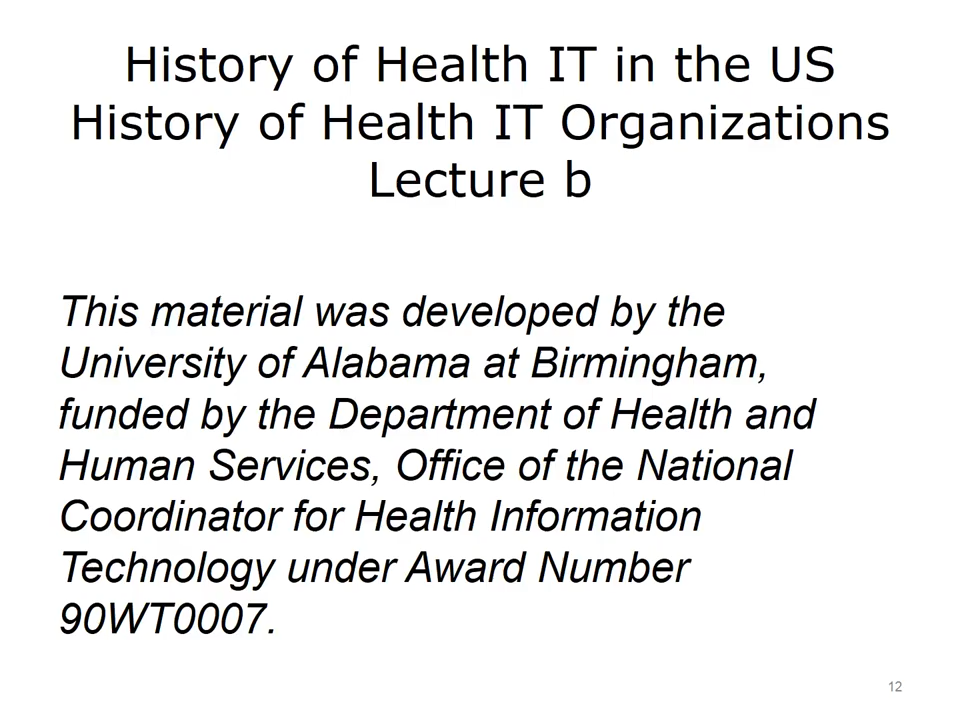 History of Health IT in the US
History of Health IT Organizations
Lecture b
This material was developed by the
University of Alabama at Birmingham,
funded by the Department of Health and
Human Services, Office of the National
Coordinator for Health Information
Technology under Award Number
90WT0007.
12